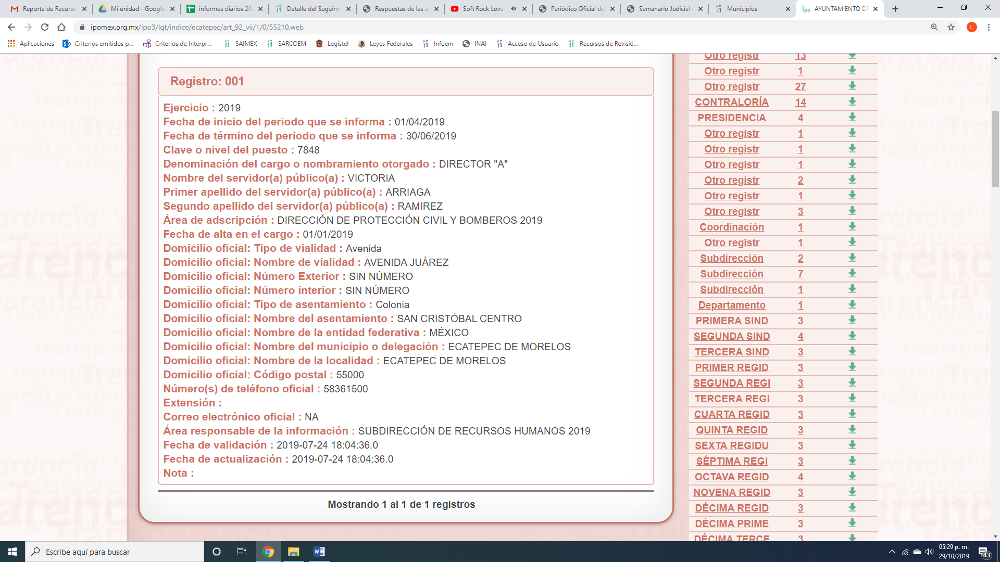 Reporte de Recurso
Mi unidad - Google
informes diarios 201
Detalle del Seguimie
Respuestas de las á
Soft Rock Love
Periódico Oficial del
Semanario Judicial d
Municipios
AYUNTAMIENTO DE
ipomex.org.mx/ipo3/lgt/indice/ecatepec/art_92_vii/1/0/55210.web
L
Aplicaciones
Criterios emitidos p...
Criterios de Interpr...
SAIMEX
SARCOEM
Legistel
Leyes Federales
Infoem
INAI
Acceso de Usuario
Recursos de Revisió...
Registro: 001
Ejercicio : 2019
Fecha de inicio del periodo que se informa : 01/04/2019
Fecha de término del periodo que se informa : 30/06/2019
Clave o nivel del puesto : 7848
Denominación del cargo o nombramiento otorgado : DIRECTOR "A"
Nombre del servidor(a) público(a) : VICTORIA
Primer apellido del servidor(a) público(a) : ARRIAGA
Segundo apellido del servidor(a) público(a) : RAMIREZ
Área de adscripción : DIRECCIÓN DE PROTECCIÓN CIVIL Y BOMBEROS 2019
Fecha de alta en el cargo : 01/01/2019
Domicilio oficial: Tipo de vialidad : Avenida
Domicilio oficial: Nombre de vialidad : AVENIDA JUÁREZ
Domicilio oficial: Número Exterior : SIN NÚMERO
Domicilio oficial: Número interior : SIN NÚMERO
Domicilio oficial: Tipo de asentamiento : Colonia
Domicilio oficial: Nombre del asentamiento : SAN CRISTÓBAL CENTRO
Domicilio oficial: Nombre de la entidad federativa : MÉXICO
Domicilio oficial: Nombre del municipio o delegación : ECATEPEC DE MORELOS
Domicilio oficial: Nombre de la localidad : ECATEPEC DE MORELOS
Domicilio oficial: Código postal : 55000
Número(s) de teléfono oficial : 58361500
Extensión :
Correo electrónico oficial : NA
Área responsable de la información : SUBDIRECCIÓN DE RECURSOS HUMANOS 2019
Fecha de validación : 2019-07-24 18:04:36.0
Fecha de actualización : 2019-07-24 18:04:36.0
Nota :
Mostrando 1 al 1 de 1 registros
Otro registr 13
Otro registr 1
Otro registr 27
CONTRALORÍA 14
PRESIDENCIA 4
Otro registr 1
Otro registr 1
Otro registr 1
Otro registr 2
Otro registr 1
Otro registr 3
Coordinación 1
Otro registr 1
Subdirección 2
Subdirección 7
Subdirección 1
Departamento 1
PRIMERA SIND 3
SEGUNDA SIND 4
TERCERA SIND 3
PRIMER REGID 3
SEGUNDA REGI 3
TERCERA REGI 3
CUARTA REGID 3
QUINTA REGID 3
SEXTA REGIDU 3
SÉPTIMA REGI 3
OCTAVA REGID 4
NOVENA REGID 3
DÉCIMA REGID 3
DÉCIMA PRIME 3
DÉCIMA TERCE 3
Escribe aquí para buscar
05:29 p. m.
29/10/2019
43